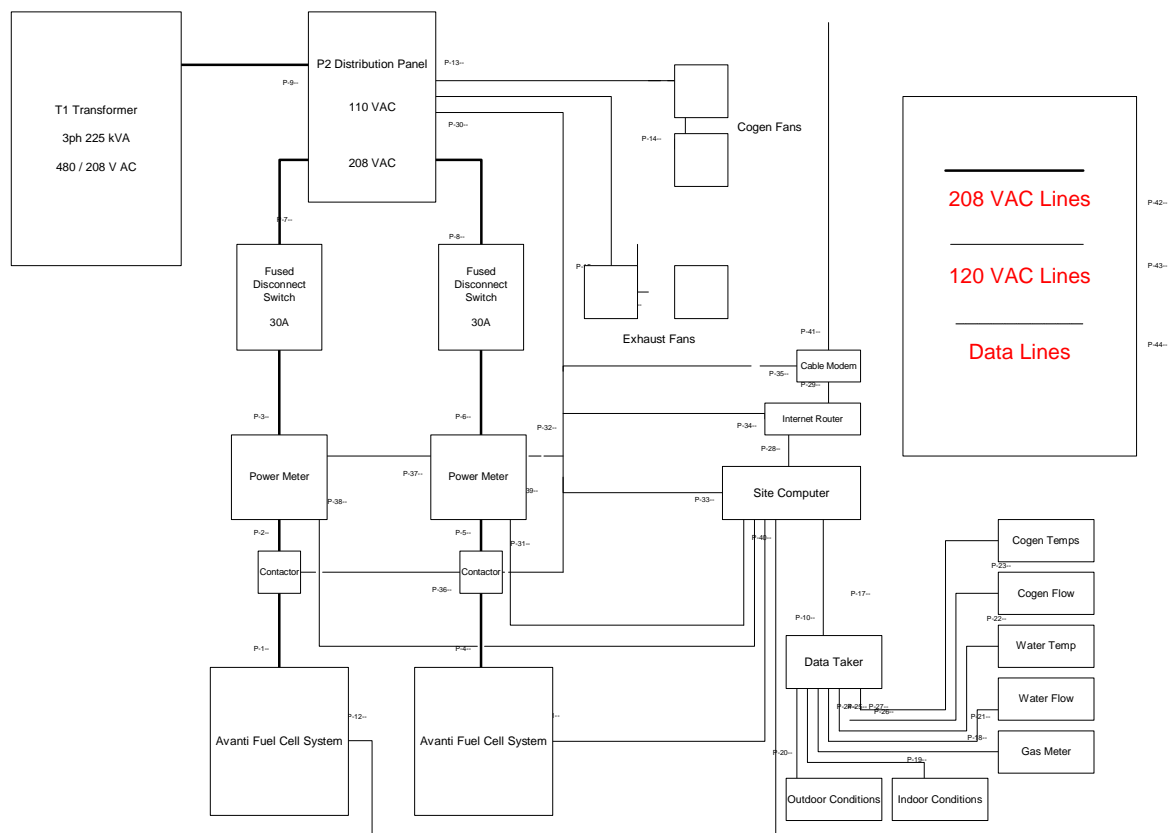 P2 Distribution Panel
P-13--
P-9--
T1 Transformer
110 VAC
3ph 225 kVA
P-30--
Cogen Fans
P-14--
480 / 208 V AC
208 VAC
208 VAC Lines
P-42--
P-7--
P-8--
Fused
Disconnect
Switch
30A
Fused
Disconnect
Switch
30A
120 VAC Lines
P-43--
Exhaust Fans
P-41--
Data Lines
P-44--
Cable Modem
P-35--
P-29--
P-3--
P-6--
Internet Router
P-32--
P-34--
P-28--
Power Meter
P-37--
Power Meter
39--
P-38--
P-33--
Site Computer
P-2--
P-5--
P-31--
P-40--
Cogen Temps
P-23--
Contactor
Contactor
P-36--
Cogen Flow
P-17--
P-10--
P-22--
P-1--
P-4--
Water Temp
Data Taker
Water Flow
P-24--
P-25--
P-27--
P-26--
P-21--
P-12--
Avanti Fuel Cell System
Avanti Fuel Cell System
P-18--
P-20--
P-19--
Gas Meter
Outdoor Conditions
Indoor Conditions